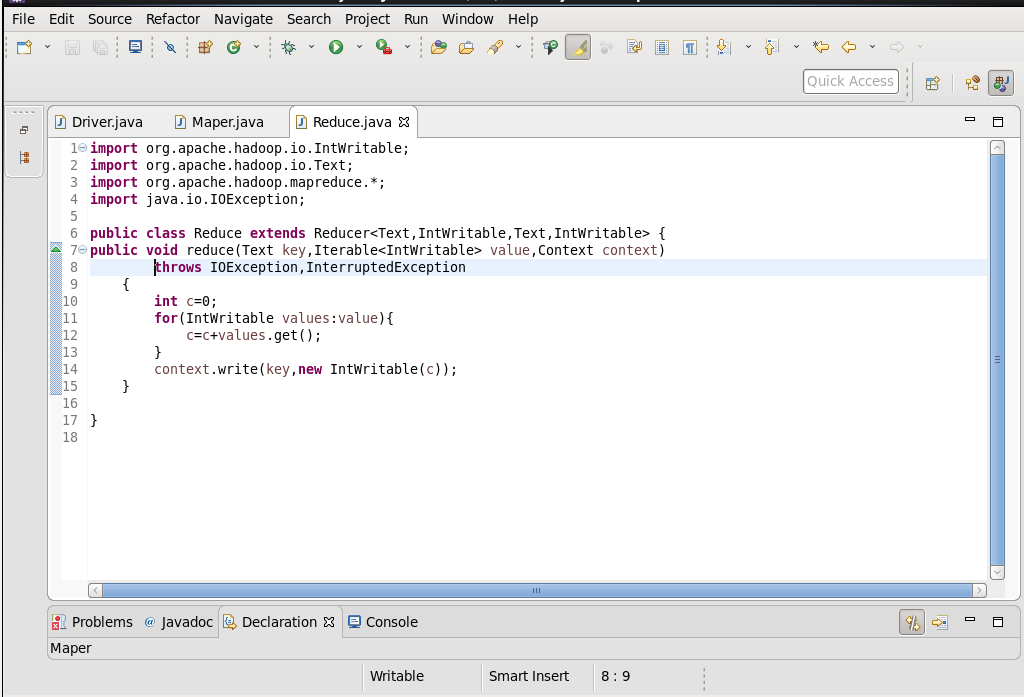 File Edit Source Refactor Navigate Search Project Run Window Help
Quick Access
Driver.java Maper.java Reduce.java
1 import org.apache.hadoop.io.IntWritable;
2 import org.apache.hadoop.io.Text;
3 import org.apache.hadoop.mapreduce.*;
4 import java.io.IOException;
5
6 public class Reduce extends Reducer<Text,IntWritable,Text,IntWritable> {
7 public void reduce(Text key,Iterable<IntWritable> value,Context context)
8         throws IOException,InterruptedException
9     {
10         int c=0;
11         for(IntWritable values:value){
12             c=c+values.get();
13         }
14         context.write(key,new IntWritable(c));
15     }
16
17 }
18
Problems @ Javadoc Declaration Console
Maper
Writable Smart Insert 8 : 9